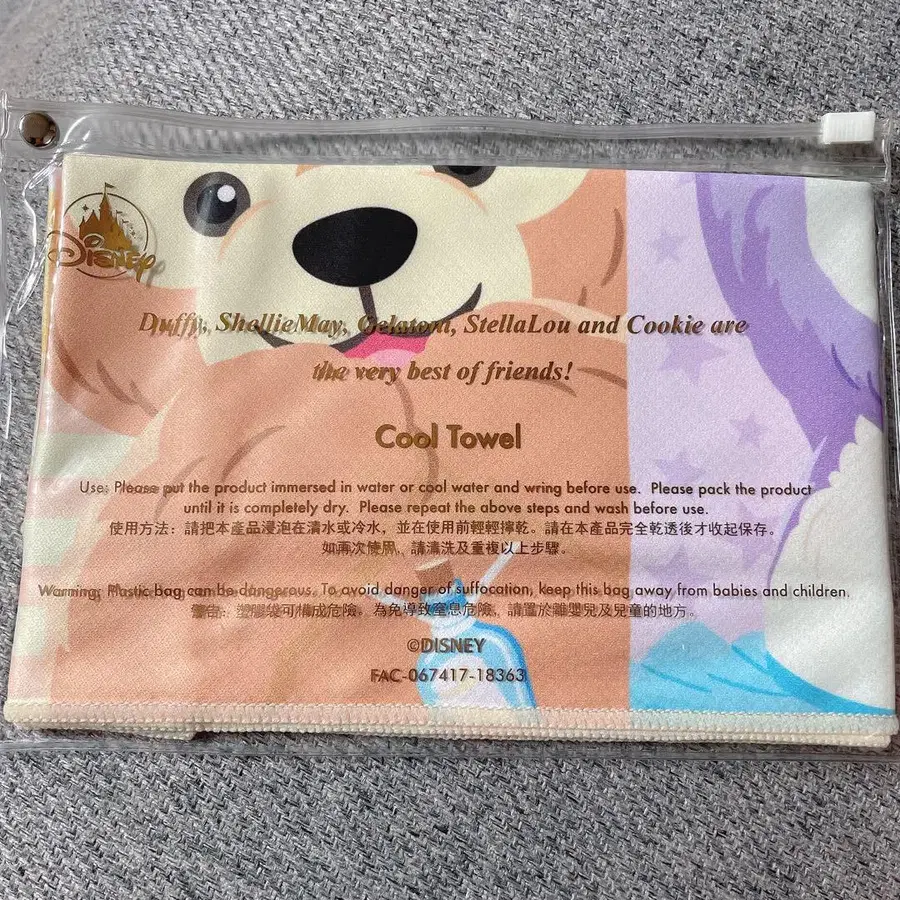 Disney
Duffy, ShellieMay, Gelatoni, StellaLou and Cookie are
the very best of friends!
Cool Towel
Use: Please put the product immersed in water or cool water and wring before use. Please pack the product
until it is completely dry. Please repeat the above steps and wash before use.
使用方法：請把本產品浸泡在清水或冷水，並在使用前輕輕擰乾。請在本產品完全乾透後才收起保存。
如再次使用，請清洗及重複以上步驟。
Warning: Plastic bag can be dangerous. To avoid danger of suffocation, keep this bag away from babies and children.
警告：塑膠袋可構成危險。為免導致窒息危險，請置於離嬰兒及兒童的地方。
©DISNEY
FAC-067417-18363